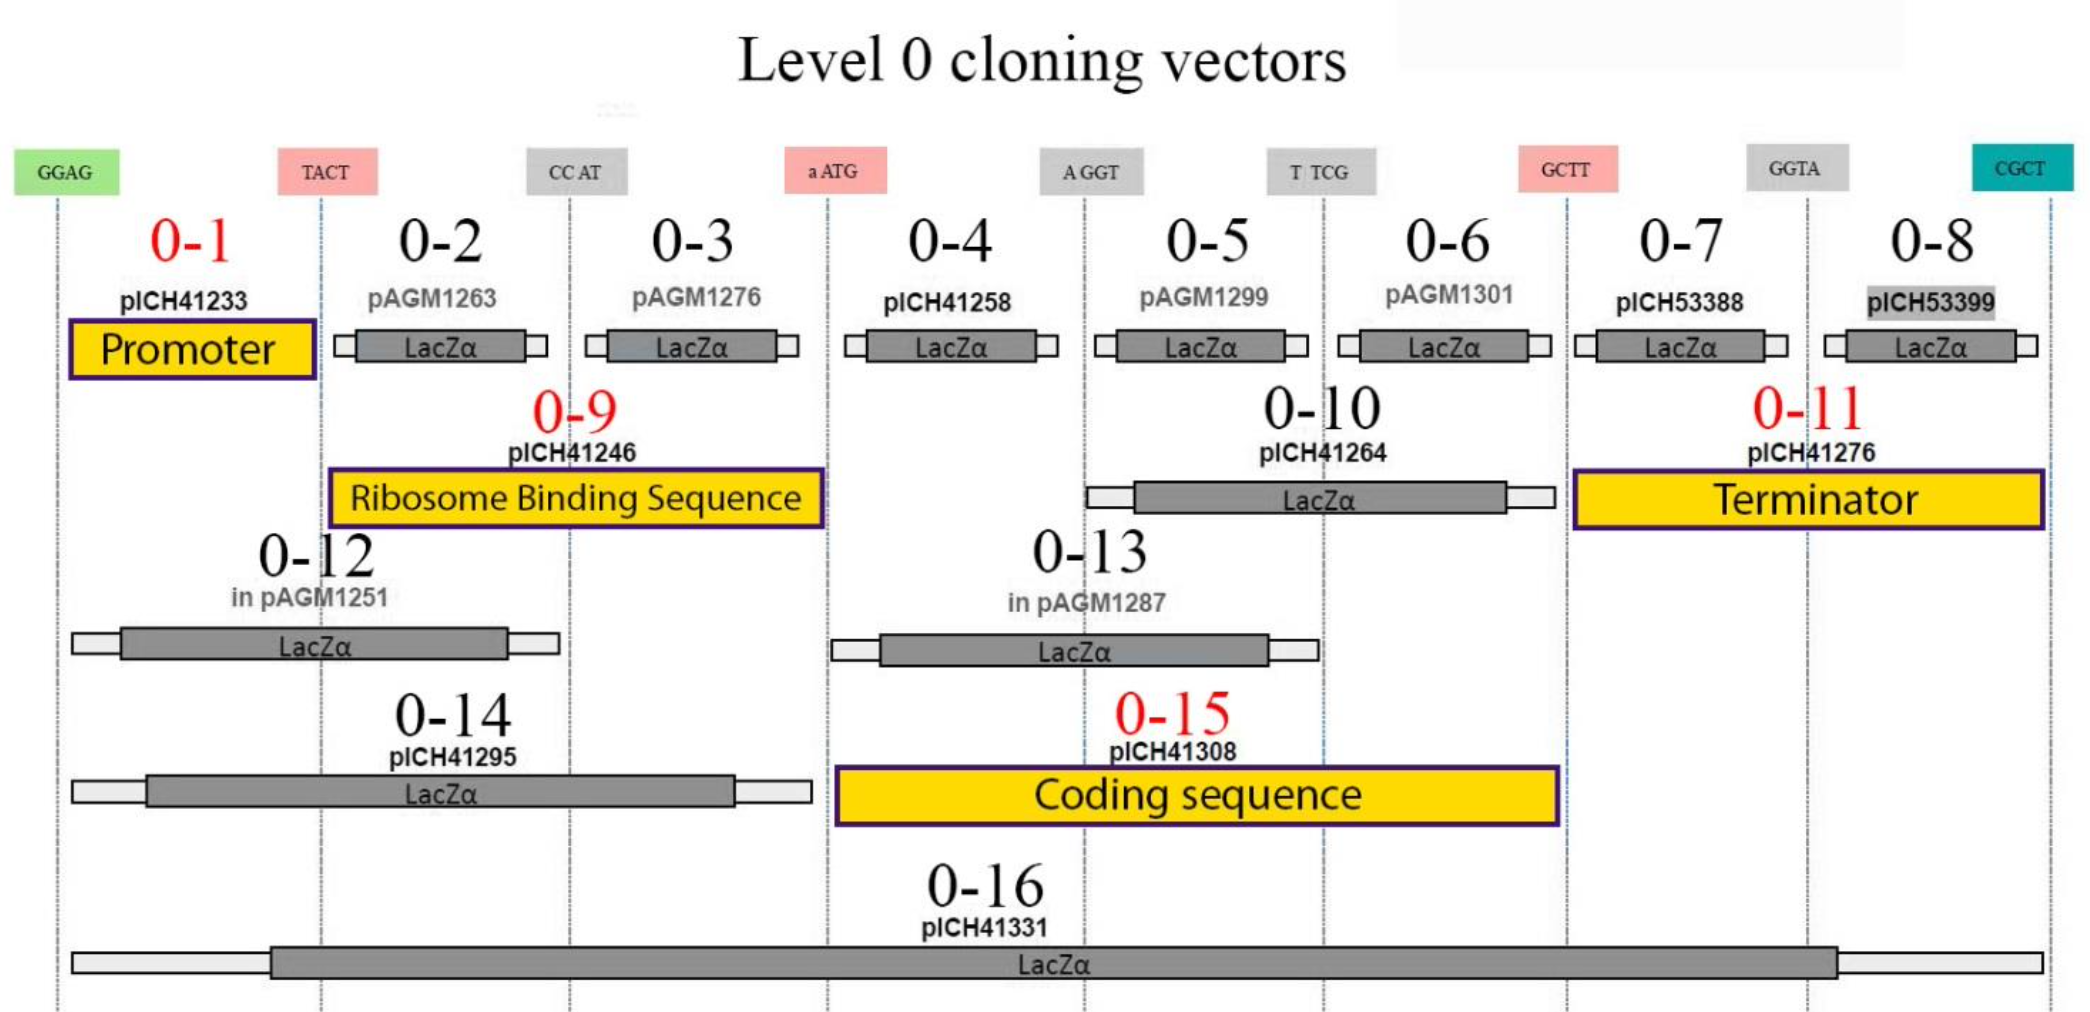 Level 0 cloning vectors
GGAG TACT CC AT a ATG A GGT T TCG GCTT GGTA CGCT
0-1 0-2 0-3 0-4 0-5 0-6 0-7 0-8
pICH41233 pAGM1263 pAGM1276 pICH41258 pAGM1299 pAGM1301 pICH53388 pICH53399
Promoter LacZα LacZα LacZα LacZα LacZα LacZα LacZα
0-9 0-10 0-11
pICH41246 pICH41264 pICH41276
Ribosome Binding Sequence LacZα Terminator
0-12 0-13
in pAGM1251 in pAGM1287
LacZα LacZα
0-14 0-15
pICH41295 pICH41308
LacZα Coding sequence
0-16
pICH41331
LacZα